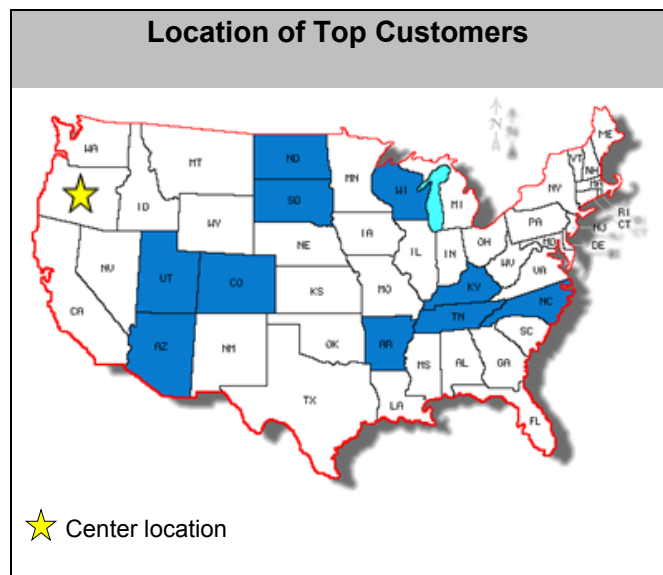 Location of Top Customers
N N
WA
MT
ND
MN
ME
VT
NH
MA
NY
ID
SD
WI
MI
WY
IA
PA
NJ
RI
CT
NE
IL
IN
OH
MD
DE
NV
UT
CO
WV
VA
KS
MO
KY
CA
NC
TN
AZ
NM
OK
AR
SC
MS
AL
GA
TX
LA
FL
Center location